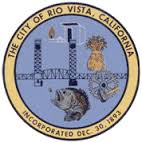 THE CITY OF RIO VISTA, CALIFORNIA
INCORPORATED DEC. 30, 1893